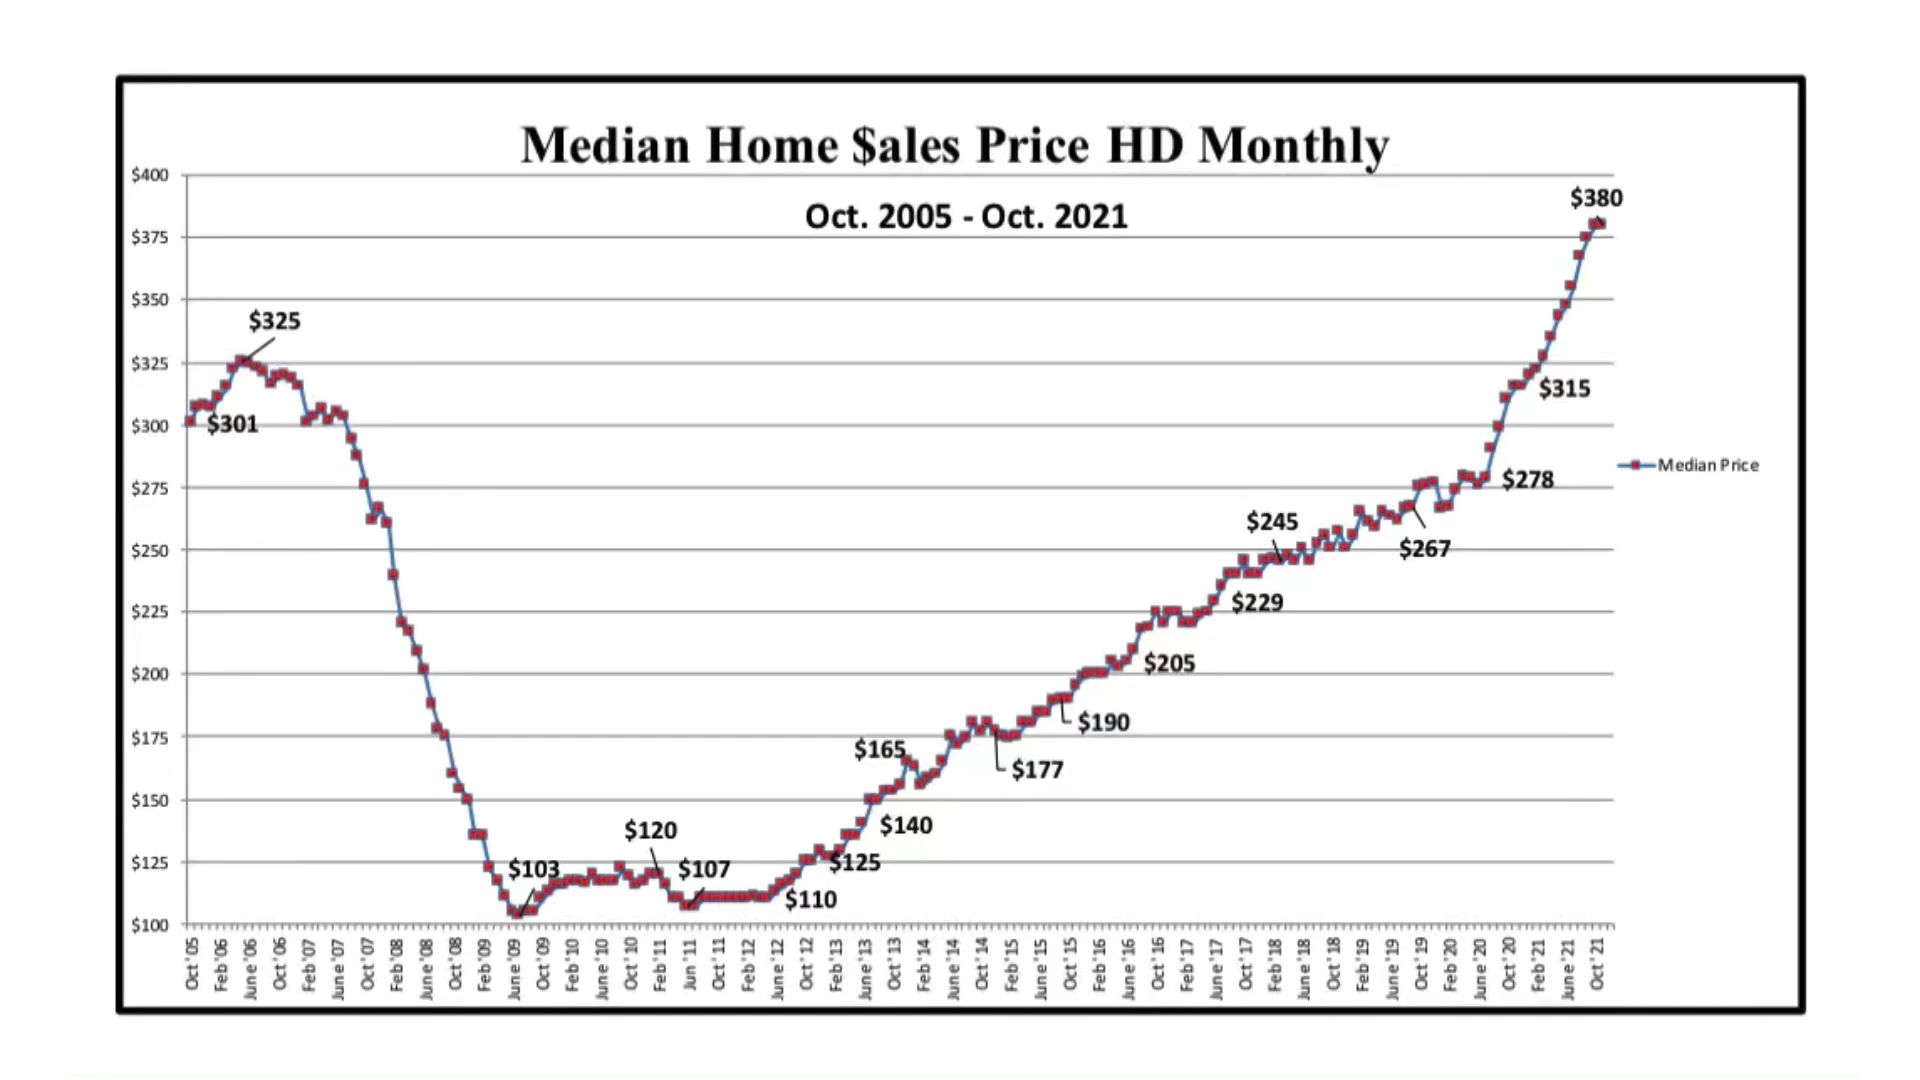 Median Home $ales Price HD Monthly
Oct. 2005 - Oct. 2021
$400
$375
$350
$325
$300
$275
$250
$225
$200
$175
$150
$125
$100
$301
$325
$103
$120
$107
$110
$125
$140
$165
$177
$190
$205
$229
$245
$267
$278
$315
$380
Median Price
Oct '05
Feb '06
June '06
Oct '06
Feb '07
June '07
Oct '07
Feb '08
June '08
Oct '08
Feb '09
June '09
Oct '09
Feb '10
June '10
Oct '10
Feb '11
Jun '11
Oct '11
Feb '12
June '12
Oct '12
Feb '13
June '13
Oct '13
Feb '14
June '14
Oct '14
Feb '15
June '15
Oct '15
Feb '16
June '16
Oct '16
Feb '17
June '17
Oct '17
Feb '18
June '18
Oct '18
Feb '19
June '19
Oct '19
Feb '20
June '20
Oct '20
Feb '21
June '21
Oct '21